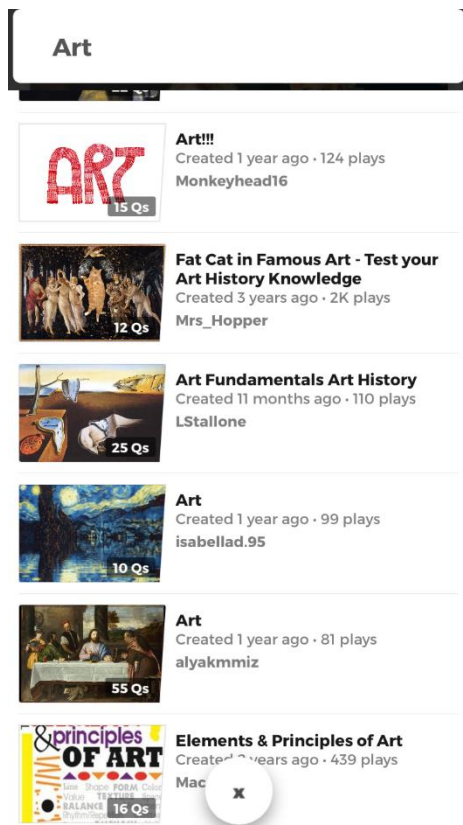 Art
Art!!!
Created 1 year ago • 124 plays
Monkeyhead16
ART
15 Qs
Fat Cat in Famous Art - Test your
Art History Knowledge
Created 3 years ago • 2K plays
Mrs_Hopper
12 Qs
Art Fundamentals Art History
Created 11 months ago • 110 plays
LStallone
25 Qs
Art
Created 1 year ago • 99 plays
isabellad.95
10 Qs
Art
Created 1 year ago • 81 plays
alyakmmiz
55 Qs
Elements & Principles of Art
Created years ago • 439 plays
Mac
x
&principles
OF ART
Shape FORM
Value TEXTURE
BALANCE
16 Qs